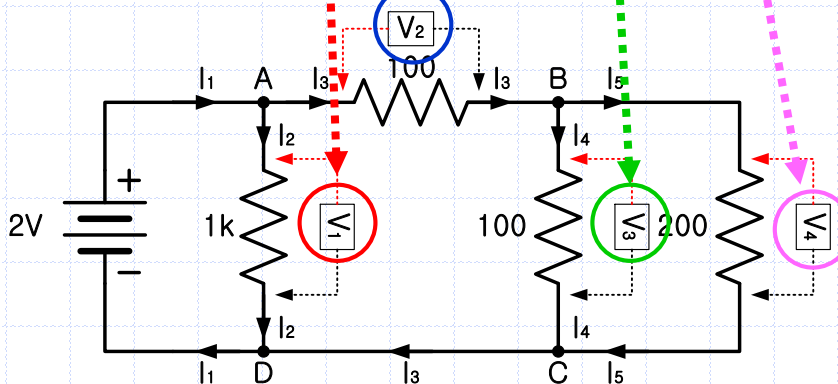 V2
100
I1 A I3 I3 B I5
I2 I4
+
2V 1k V1 100 V3 200 V4
−
I2 I4
I1 D I3 C I5